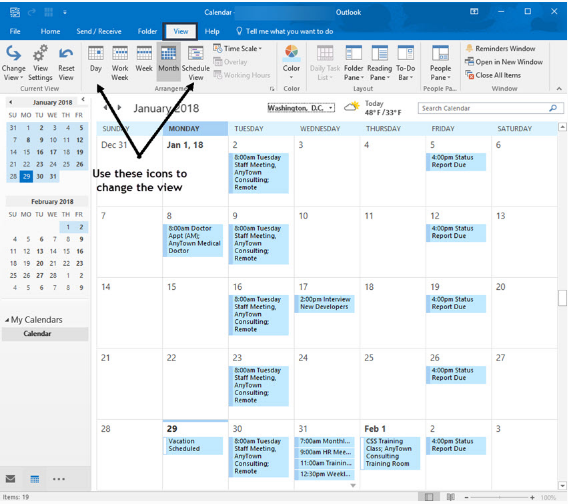 Calendar -
Outlook
File Home Send / Receive Folder View Help Tell me what you want to do
Change View
View Settings
Reset View
Current View
Day
Work Week
Week
Month
Schedule View
Time Scale
Overlay
Working Hours
Arrangement
Color
Color
Daily Task List
Folder Pane
Reading Pane
To-Do Bar
Layout
People Pane
People Pa...
Reminders Window
Open in New Window
Close All Items
Window
January 2018
SU MO TU WE TH FR
31 1 2 3 4 5
7 8 9 10 11 12
14 15 16 17 18 19
21 22 23 24 25 26
28 29 30 31
February 2018
SU MO TU WE TH FR
1 2
4 5 6 7 8 9
11 12 13 14 15 16
18 19 20 21 22 23
25 26 27 28 1 2
4 5 6 7 8 9
My Calendars
Calendar
January 2018
Washington, D.C.
Today
48° F / 33° F
Search Calendar
SUNDAY MONDAY TUESDAY WEDNESDAY THURSDAY FRIDAY SATURDAY
Dec 31 Jan 1, 18 2 3 4 5 6
8:00am Tuesday
Staff Meeting,
AnyTown
Consulting;
Remote
4:00pm Status
Report Due
Use these icons to
change the view
7 8 9 10 11 12 13
8:00am Doctor
Appt (AM);
AnyTown Medical
Doctor
8:00am Tuesday
Staff Meeting,
AnyTown
Consulting;
Remote
4:00pm Status
Report Due
14 15 16 17 18 19 20
8:00am Tuesday
Staff Meeting,
AnyTown
Consulting;
Remote
2:00pm Interview
New Developers
4:00pm Status
Report Due
21 22 23 24 25 26 27
8:00am Tuesday
Staff Meeting,
AnyTown
Consulting;
Remote
4:00pm Status
Report Due
28 29 30 31 Feb 1 2 3
Vacation
Scheduled
8:00am Tuesday
Staff Meeting,
AnyTown
Consulting;
Remote
7:00am Monthl...
9:00am HR Mee...
11:00am Trainin...
12:30pm Weekl...
CSS Training
Class; AnyTown
Consulting
Training Room
4:00pm Status
Report Due
Items: 19
100%